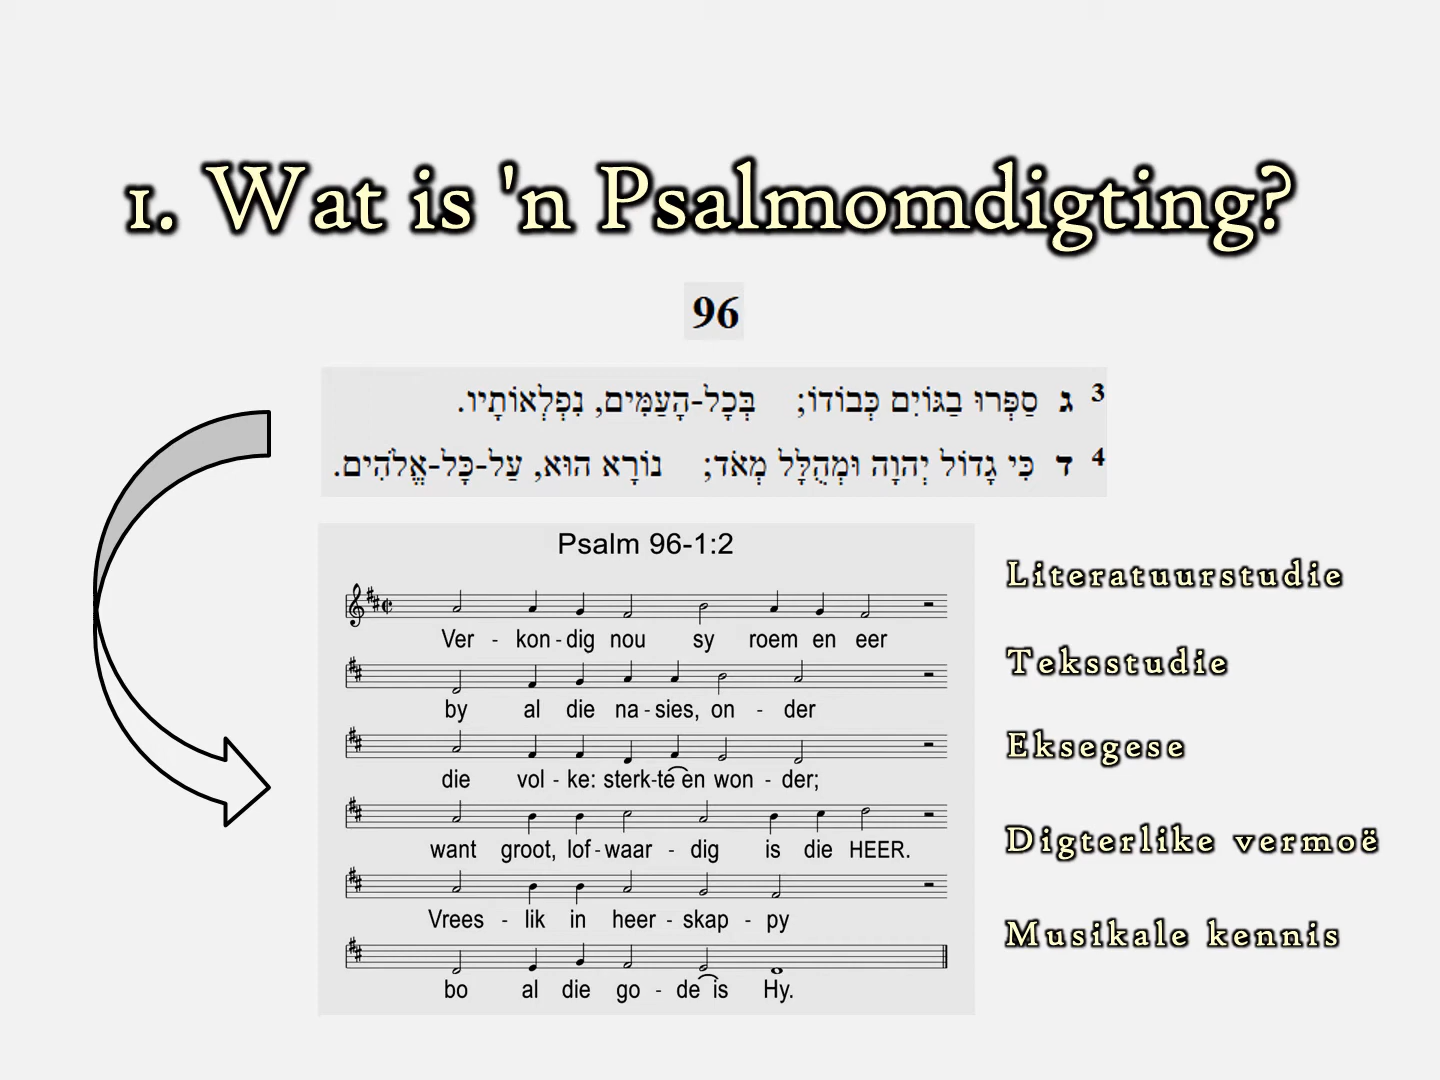 1. Wat is 'n Psalmomdigting?
96
3 ג סַפְּרוּ בַגּוֹיִם כְּבוֹדוֹ; בְּכָל-הָעַמִּים, נִפְלְאוֹתָיו.
4 ד כִּי גָדוֹל יְהוָה וּמְהֻלָּל מְאֹד; נוֹרָא הוּא, עַל-כָּל-אֱלֹהִים.
Psalm 96-1:2
Ver - kon - dig nou sy roem en eer
by al die na - sies, on - der
die vol - ke: sterk-te en won - der;
want groot, lof - waar - dig is die HEER.
Vrees - lik in heer - skap - py
bo al die go - de is Hy.
Literatuurstudie
Teksstudie
Eksegese
Digterlike vermoë
Musikale kennis